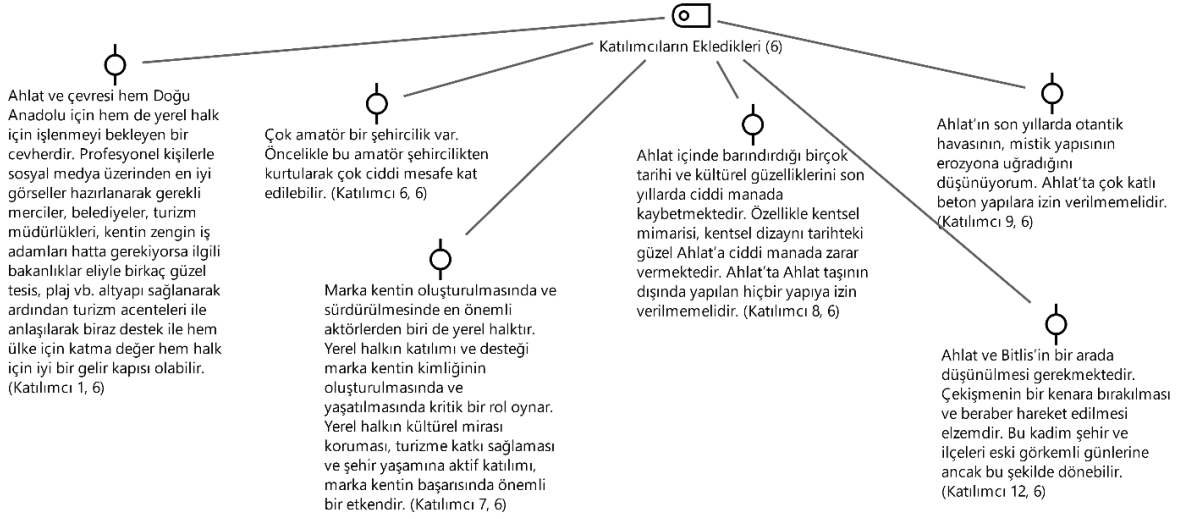 Katılımcıların Ekledikleri (6)
Ahlat ve çevresi hem Doğu
Anadolu için hem de yerel halk
için işlenmeyi bekleyen bir
cevherdir. Profesyonel kişilerle
sosyal medya üzerinden en iyi
görseller hazırlanarak gerekli
merciler, belediyeler, turizm
müdürlükleri, kentin zengin iş
adamları hatta gerekiyorsa ilgili
bakanlıklar eliyle birkaç güzel
tesis, plaj vb. altyapı sağlanarak
ardından turizm acenteleri ile
anlaşılarak biraz destek ile hem
ülke için katma değer hem halk
için iyi bir gelir kapısı olabilir.
(Katılımcı 1, 6)
Çok amatör bir şehircilik var.
Öncelikle bu amatör şehircilikten
kurtularak çok ciddi mesafe kat
edilebilir. (Katılımcı 6, 6)
Marka kentin oluşturulmasında ve
sürdürülmesinde en önemli
aktörlerden biri de yerel halktır.
Yerel halkın katılımı ve desteği
marka kentin kimliğinin
oluşturulmasında ve
yaşatılmasında kritik bir rol oynar.
Yerel halkın kültürel mirası
koruması, turizme katkı sağlaması
ve şehir yaşamına aktif katılımı,
marka kentin başarısında önemli
bir etkendir. (Katılımcı 7, 6)
Ahlat içinde barındırdığı birçok
tarihi ve kültürel güzelliklerini son
yıllarda ciddi manada
kaybetmektedir. Özellikle kentsel
mimarisi, kentsel dizaynı tarihteki
güzel Ahlat'a ciddi manada zarar
vermektedir. Ahlat'ta Ahlat taşının
dışında yapılan hiçbir yapıya izin
verilmemelidir. (Katılımcı 8, 6)
Ahlat'ın son yıllarda otantik
havasının, mistik yapısının
erozyona uğradığını
düşünüyorum. Ahlat'ta çok katlı
beton yapılara izin verilmemelidir.
(Katılımcı 9, 6)
Ahlat ve Bitlis'in bir arada
düşünülmesi gerekmektedir.
Çekişmenin bir kenara bırakılması
ve beraber hareket edilmesi
elzemdir. Bu kadim şehir ve
ilçeleri eski görkemli günlerine
ancak bu şekilde dönebilir.
(Katılımcı 12, 6)